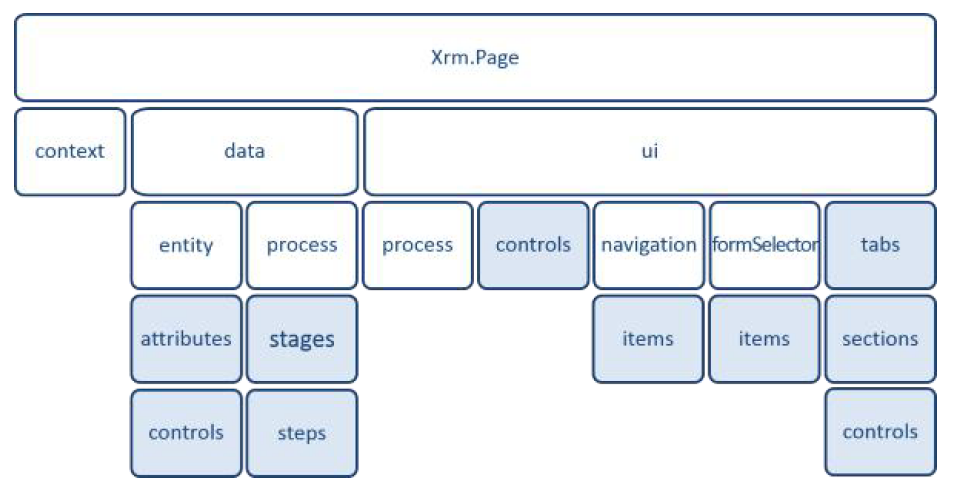 Xrm.Page
context
data
ui
entity
process
process
controls
navigation
formSelector
tabs
attributes
stages
items
items
sections
controls
steps
controls